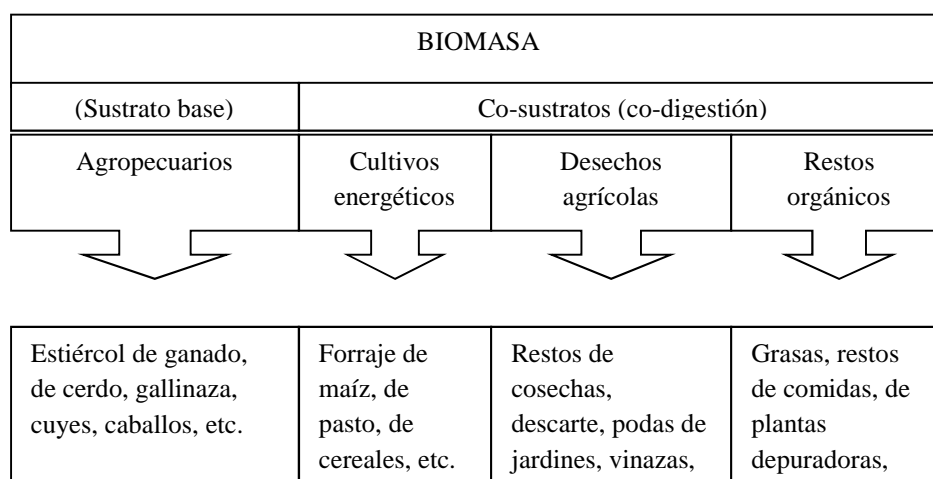 BIOMASA
(Sustrato base)
Co-sustratos (co-digestión)
Agropecuarios
Cultivos
energéticos
Desechos
agrícolas
Restos
orgánicos
Estiércol de ganado,
de cerdo, gallinaza,
cuyes, caballos, etc.
Forraje de
maíz, de
pasto, de
cereales, etc.
Restos de
cosechas,
descarte, podas de
jardines, vinazas,
Grasas, restos
de comidas, de
plantas
depuradoras,